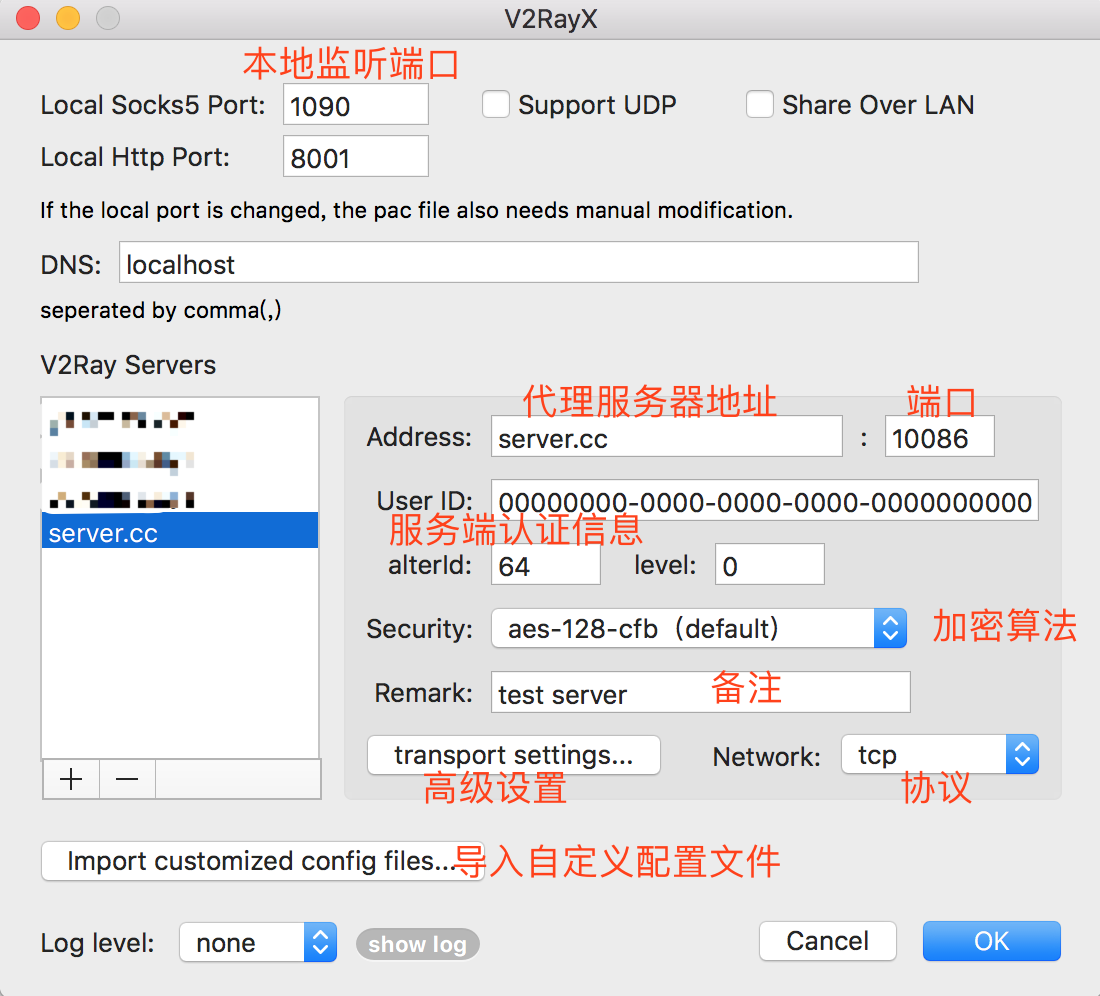 V2RayX
本地监听端口
Local Socks5 Port: 1090 Support UDP Share Over LAN
Local Http Port: 8001
If the local port is changed, the pac file also needs manual modification.
DNS: localhost
seperated by comma(,)
V2Ray Servers
代理服务器地址 端口
Address: server.cc : 10086
User ID: 00000000-0000-0000-0000-0000000000
server.cc
服务端认证信息
alterId: 64 level: 0
Security: aes-128-cfb (default) 加密算法
Remark: test server 备注
transport settings... Network: tcp
高级设置 协议
Import customized config files... 导入自定义配置文件
Log level: none show log Cancel OK